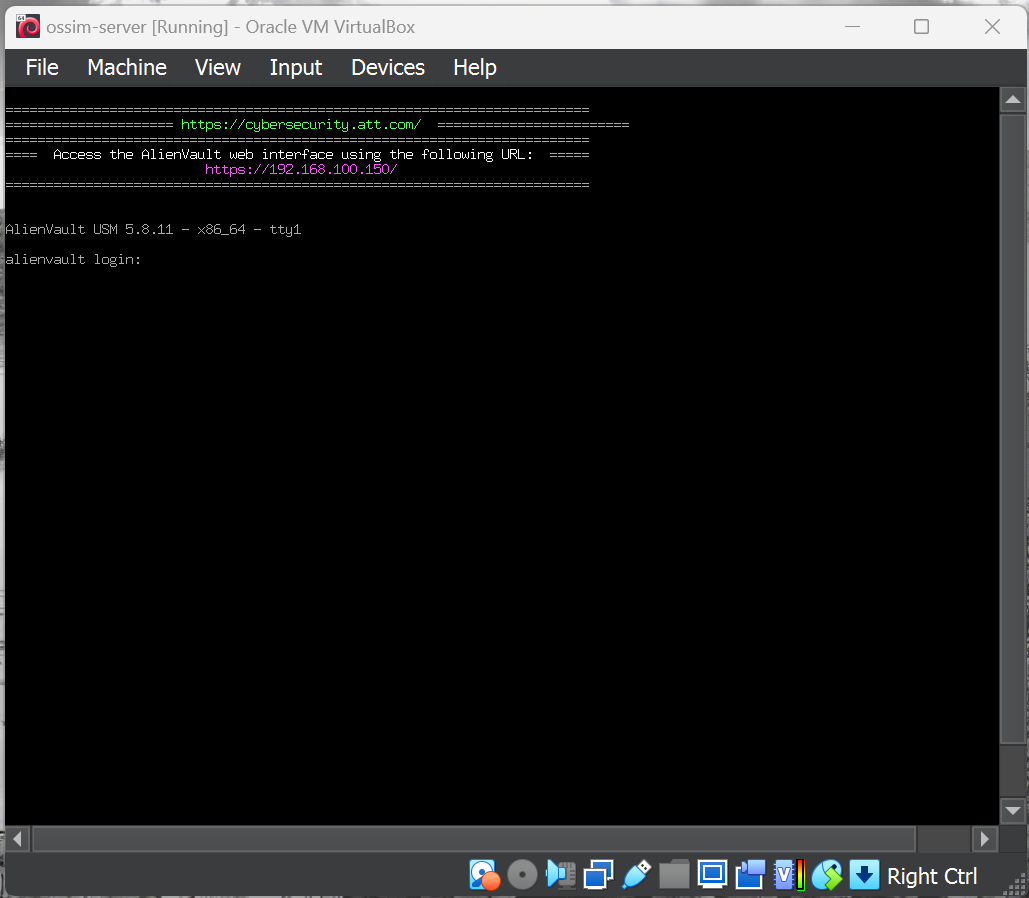 ossim-server [Running] - Oracle VM VirtualBox
File Machine View Input Devices Help
=========================================================================
===================== https://cybersecurity.att.com/ ========================
=========================================================================
==== Access the AlienVault web interface using the following URL: =====
https://192.168.100.150/
=========================================================================
AlienVault USM 5.8.11 - x86_64 - tty1
alienvault login:
Right Ctrl